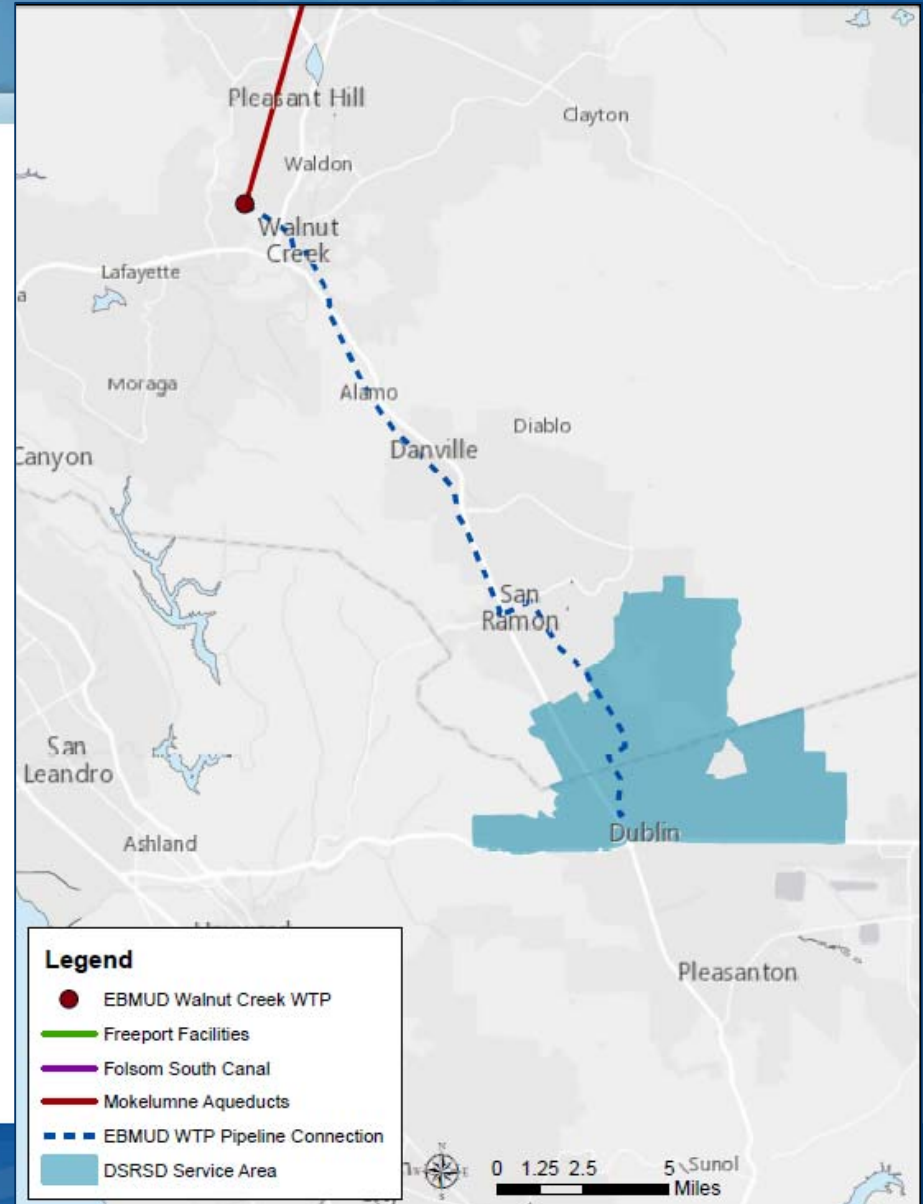 Pleasant Hill
Clayton
Waldon
Walnut
Creek
Lafayette
a
Moraga
Alamo
Diablo
Danville
Canyon
San
Ramon
San
Leandro
Dublin
Ashland
Pleasanton
Legend
EBMUD Walnut Creek WTP
Freeport Facilities
Folsom South Canal
Mokelumne Aqueducts
EBMUD WTP Pipeline Connection
DSRSD Service Area
N
E
S
0 1.25 2.5 5
Miles
Sunol